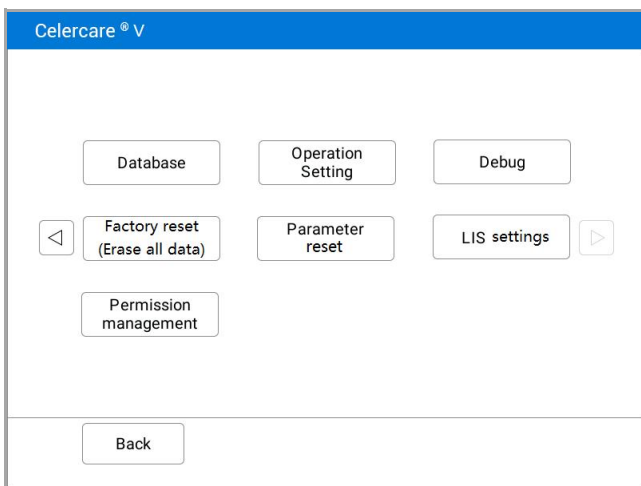 Celercare ® V
Database
Operation
Setting
Debug
Factory reset
(Erase all data)
Parameter
reset
LIS settings
Permission
management
Back